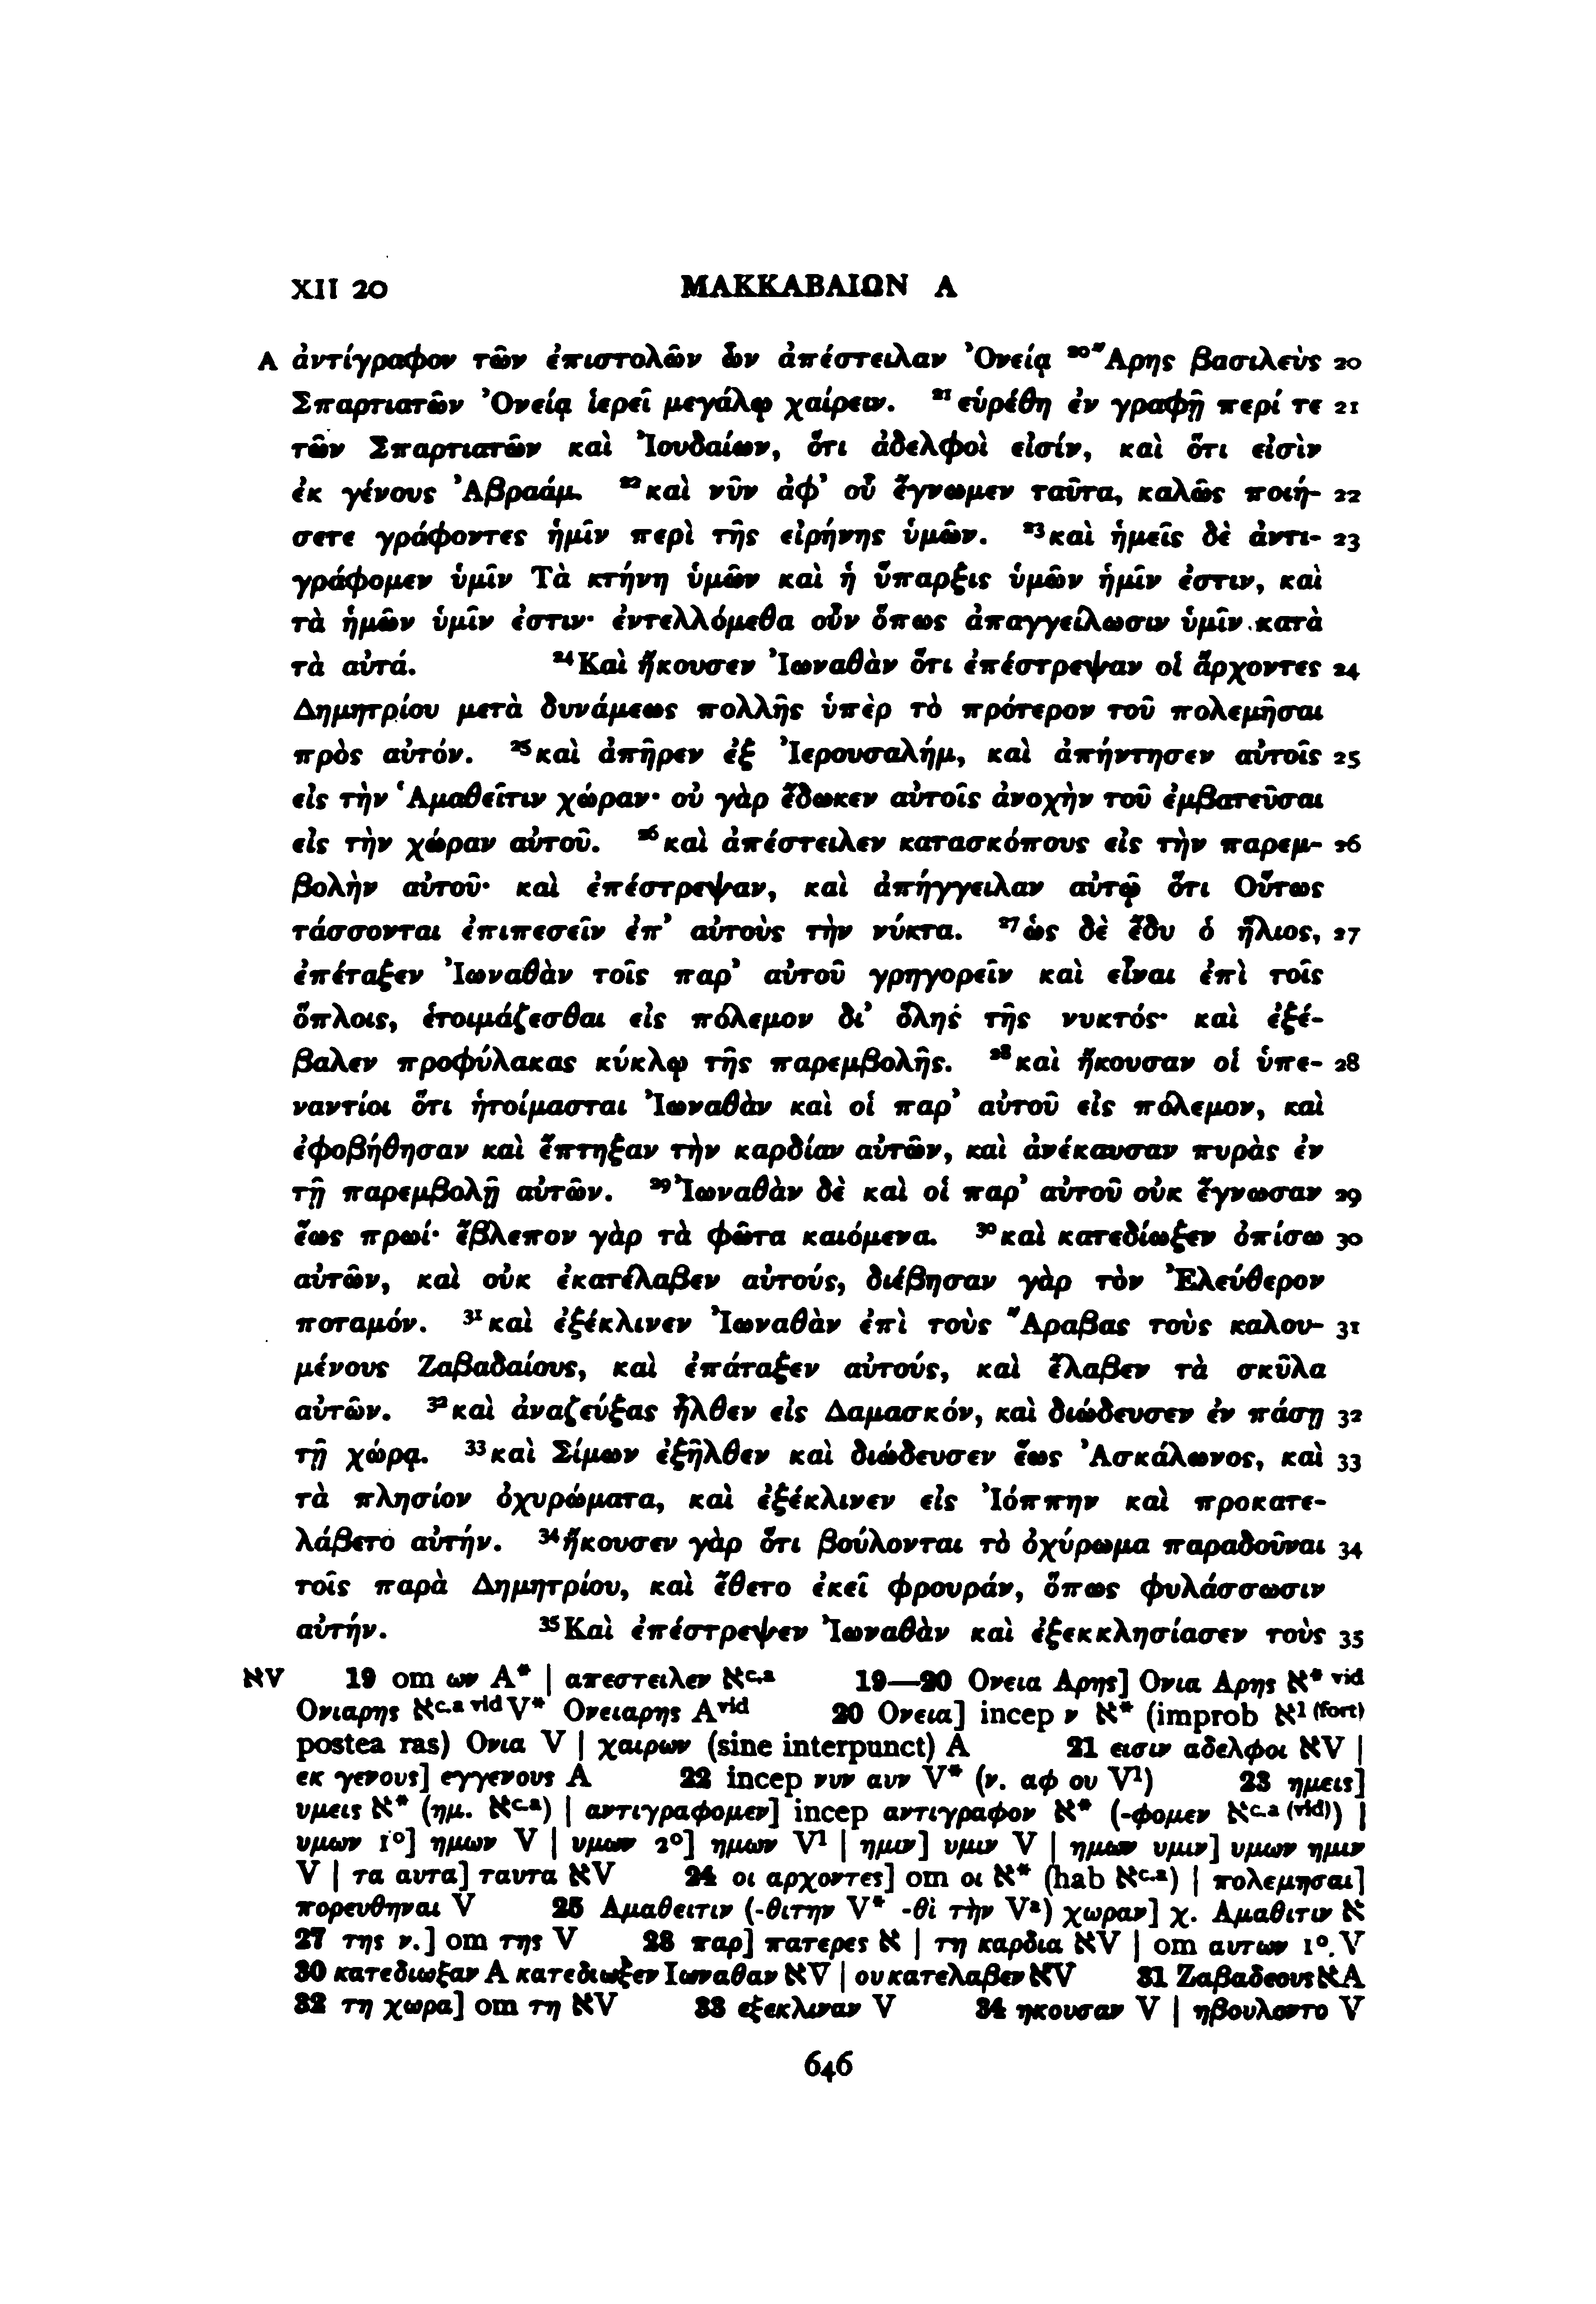 XII 20 ΜΑΚΚΑΒΑΙΩΝ Α
A ἀντίγραφον τῶν ἐπιστολῶν ὧν ἀπέστειλαν Ὀνείᾳ ²⁰Ἄρης βασιλεὺς 20
Σπαρτιατῶν Ὀνείᾳ ἱερεῖ μεγάλῳ χαίρειν. ²¹εὑρέθη ἐν γραφῇ περί τε 21
τῶν Σπαρτιατῶν καὶ Ἰουδαίων, ὅτι ἀδελφοὶ εἰσίν, καὶ ὅτι εἰσὶν
ἐκ γένους Ἀβραάμ. ²²καὶ νῦν ἀφ’ οὗ ἔγνωμεν ταῦτα, καλῶς ποιή- 22
σετε γράφοντες ἡμῖν περὶ τῆς εἰρήνης ὑμῶν. ²³καὶ ἡμεῖς δὲ ἀντι- 23
γράφομεν ὑμῖν Τὰ κτήνη ὑμῶν καὶ ἡ ὕπαρξις ὑμῶν ἡμῖν ἐστιν, καὶ
τὰ ἡμῶν ὑμῖν ἐστιν· ἐντελλόμεθα οὖν ὅπως ἀπαγγείλωσιν ὑμῖν κατὰ
τὰ αὐτά. ²⁴Καὶ ἤκουσεν Ἰωναθὰν ὅτι ἐπέστρεψαν οἱ ἄρχοντες 24
Δημητρίου μετὰ δυνάμεως πολλῆς ὑπὲρ τὸ πρότερον τοῦ πολεμῆσαι
πρὸς αὐτόν. ²⁵καὶ ἀπῆρεν ἐξ Ἰερουσαλήμ, καὶ ἀπήντησεν αὐτοῖς 25
εἰς τὴν Ἁμαθεῖτιν χώραν· οὐ γὰρ ἔδωκεν αὐτοῖς ἀνοχὴν τοῦ ἐμβατεῦσαι
εἰς τὴν χώραν αὐτοῦ. ²⁶καὶ ἀπέστειλεν κατασκόπους εἰς τὴν παρεμ- 26
βολὴν αὐτοῦ· καὶ ἐπέστρεψαν, καὶ ἀπήγγειλαν αὐτῷ ὅτι Οὕτως
τάσσονται ἐπιπεσεῖν ἐπ’ αὐτοὺς τὴν νύκτα. ²⁷ὡς δὲ ἔδυ ὁ ἥλιος, 27
ἐπέταξεν Ἰωναθὰν τοῖς παρ’ αὐτοῦ γρηγορεῖν καὶ εἶναι ἐπὶ τοῖς
ὅπλοις, ἑτοιμάζεσθαι εἰς πόλεμον δι’ ὅλης τῆς νυκτός· καὶ ἐξέ-
βαλεν προφύλακας κύκλῳ τῆς παρεμβολῆς. ²⁸καὶ ἤκουσαν οἱ ὑπε- 28
ναντίοι ὅτι ἡτοίμασται Ἰωναθὰν καὶ οἱ παρ’ αὐτοῦ εἰς πόλεμον, καὶ
ἐφοβήθησαν καὶ ἔπτηξαν τὴν καρδίαν αὐτῶν, καὶ ἀνέκαυσαν πυρὰς ἐν
τῇ παρεμβολῇ αὐτῶν. ²⁹Ἰωναθὰν δὲ καὶ οἱ παρ’ αὐτοῦ οὐκ ἔγνωσαν 29
ἕως πρωί· ἔβλεπον γὰρ τὰ φῶτα καιόμενα. ³⁰καὶ κατεδίωξεν ὀπίσω 30
αὐτῶν, καὶ οὐκ ἐκατέλαβεν αὐτούς, διέβησαν γὰρ τὸν Ἐλεύθερον
ποταμόν. ³¹καὶ ἐξέκλινεν Ἰωναθὰν ἐπὶ τοὺς Ἄραβας τοὺς καλου- 31
μένους Ζαβαδαίους, καὶ ἐπάταξεν αὐτούς, καὶ ἔλαβεν τὰ σκῦλα
αὐτῶν. ³²καὶ ἀναζεύξας ἦλθεν εἰς Δαμασκόν, καὶ διώδευσεν ἐν πάσῃ 32
τῇ χώρᾳ. ³³καὶ Σίμων ἐξῆλθεν καὶ διώδευσεν ἕως Ἀσκάλωνος, καὶ 33
τὰ πλησίον ὀχυρώματα, καὶ ἐξέκλινεν εἰς Ἰόππην καὶ προκατε-
λάβετο αὐτήν. ³⁴ἤκουσεν γὰρ ὅτι βούλονται τὸ ὀχύρωμα παραδοῦναι 34
τοῖς παρὰ Δημητρίου, καὶ ἔθετο ἐκεῖ φρουράν, ὅπως φυλάσσωσιν
αὐτήν. ³⁵Καὶ ἐπέστρεψεν Ἰωναθὰν καὶ ἐξεκκλησίασεν τοὺς 35
אV 19 om ων A* | απεστειλεν א^c.a 19—20 Ονεια Αρης] Ονια Αρης א* vid
Ονιαρης א^c.a vid V* Ονειαρης A^vid 20 Ονεια] incep ν א* (improb א¹ (fort)
postea ras) Ονια V | χαιρων (sine interpunct) A 21 εισιν αδελφοι אV |
εκ γενους] εγγενους A 22 incep νυν αυν V* (ν. αφ ου V¹) 23 ημεις]
υμεις א* (ημ. א^c.a) | αντιγραφομεν] incep αντιγραφον א* (-φομεν א^c.a (vid)) |
υμων 1°] ημων V | υμων 2°] ημων V¹ | ημιν] υμιν V | ημων υμιν] υμων ημιν
V | τα αυτα] ταυτα אV 24 οι αρχοντες] om οι א* (hab א^c.a) | πολεμησαι]
πορευθηναι V 25 Αμαθειτιν (-θιτην V* -θὶ τὴν Vᵃ) χωραν] χ. Αμαθιτιν א
27 της ν.] om της V 28 παρ] πατερες א | τη καρδια אV | om αυτων 1°. V
30 κατεδιωξαν A κατεδιωξεν Ιωναθαν אV | ου κατελαβεν אV 31 Ζαβαδεους אA
32 τη χωρα] om τη אV 33 εξεκλιναν V 34 ηκουσαν V | ηβουλοντο V
646